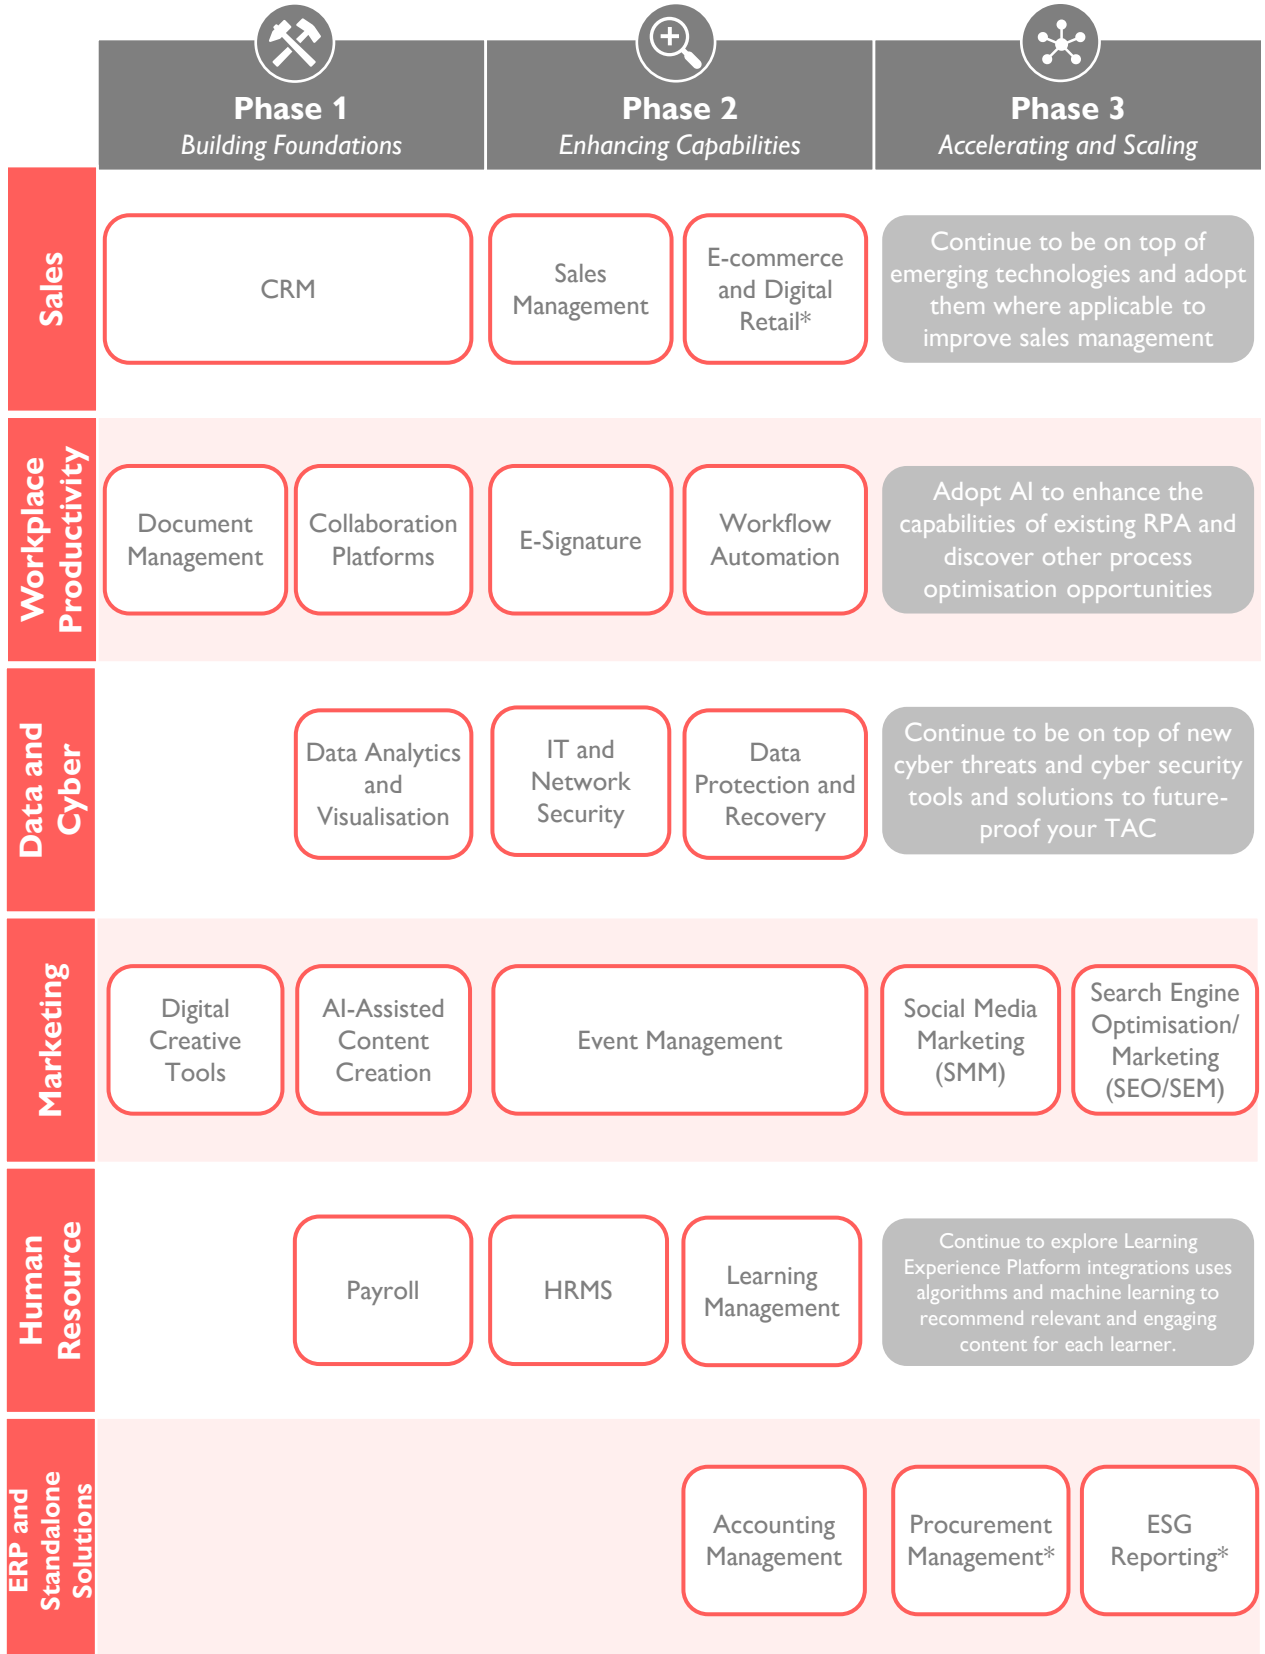 Phase 1
Building Foundations
Phase 2
Enhancing Capabilities
Phase 3
Accelerating and Scaling
Sales
CRM
Sales
Management
E-commerce
and Digital
Retail*
Continue to be on top of
emerging technologies and adopt
them where applicable to
improve sales management
Workplace
Productivity
Document
Management
Collaboration
Platforms
E-Signature
Workflow
Automation
Adopt AI to enhance the
capabilities of existing RPA and
discover other process
optimisation opportunities
Data and
Cyber
Data Analytics
and
Visualisation
IT and
Network
Security
Data
Protection and
Recovery
Continue to be on top of new
cyber threats and cyber security
tools and solutions to future-
proof your TAC
Marketing
Digital
Creative
Tools
AI-Assisted
Content
Creation
Event Management
Social Media
Marketing
(SMM)
Search Engine
Optimisation/
Marketing
(SEO/SEM)
Human
Resource
Payroll
HRMS
Learning
Management
Continue to explore Learning
Experience Platform integrations uses
algorithms and machine learning to
recommend relevant and engaging
content for each learner.
ERP and
Standalone
Solutions
Accounting
Management
Procurement
Management*
ESG
Reporting*